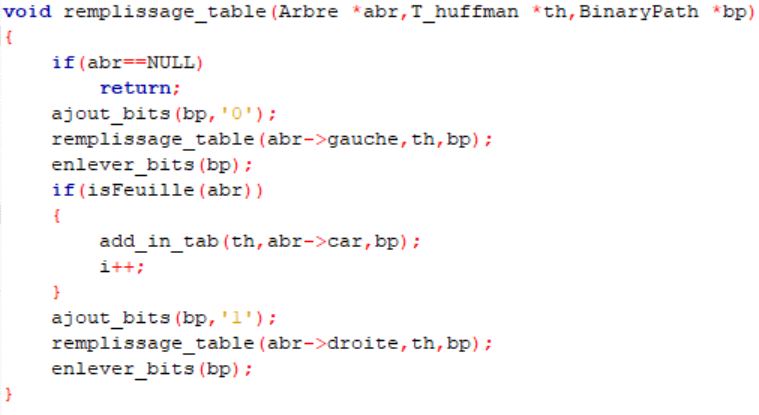 void remplissage_table(Arbre *abr,T_huffman *th,BinaryPath *bp)
{
    if(abr==NULL)
        return;
    ajout_bits(bp,'0');
    remplissage_table(abr->gauche,th,bp);
    enlever_bits(bp);
    if(isFeuille(abr))
    {
        add_in_tab(th,abr->car,bp);
        i++;
    }
    ajout_bits(bp,'1');
    remplissage_table(abr->droite,th,bp);
    enlever_bits(bp);
}